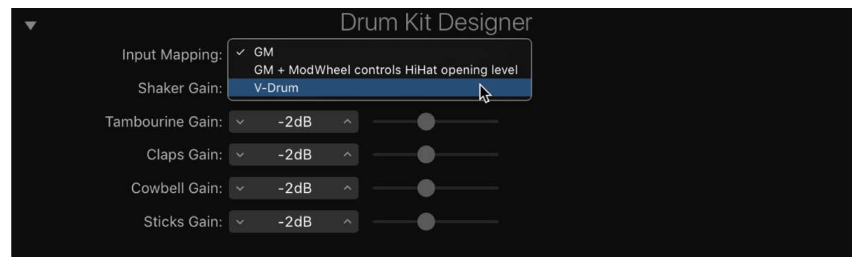 Drum Kit Designer
Input Mapping: ✓ GM
GM + ModWheel controls HiHat opening level
Shaker Gain: V-Drum
Tambourine Gain: -2dB
Claps Gain: -2dB
Cowbell Gain: -2dB
Sticks Gain: -2dB